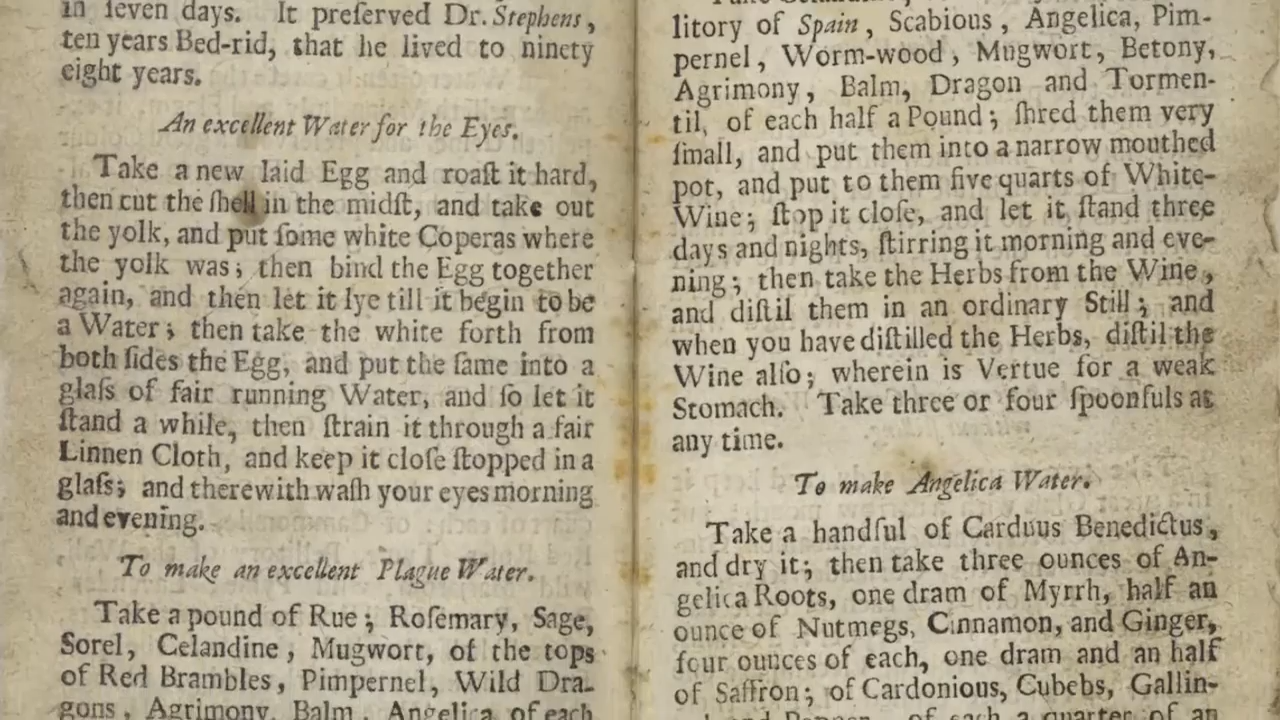 in ſeven days. It preſerved Dr. Stephens,
ten years Bed-rid, that he lived to ninety
eight years.
An excellent Water for the Eyes.
Take a new laid Egg and roaſt it hard,
then cut the ſhell in the midſt, and take out
the yolk, and put ſome white Coperas where
the yolk was; then bind the Egg together
again, and then let it lye till it begin to be
a Water; then take the white forth from
both ſides the Egg, and put the ſame into a
glaſs of fair running Water, and ſo let it
ſtand a while, then ſtrain it through a fair
Linnen Cloth, and keep it cloſe ſtopped in a
glaſs; and therewith waſh your eyes morning
and evening.
To make an excellent Plague Water.
Take a pound of Rue; Roſemary, Sage,
Sorel, Celandine, Mugwort, of the tops
of Red Brambles, Pimpernel, Wild Dra-
gons, Agrimony, Balm, Angelica of each
litory of Spain, Scabious, Angelica, Pim-
pernel, Worm-wood, Mugwort, Betony,
Agrimony, Balm, Dragon and Tormen-
til, of each half a Pound; ſhred them very
ſmall, and put them into a narrow mouthed
pot, and put to them five quarts of White-
Wine; ſtop it cloſe, and let it ſtand three
days and nights, ſtirring it morning and eve-
ning; then take the Herbs from the Wine,
and diſtil them in an ordinary Still; and
when you have diſtilled the Herbs, diſtil the
Wine alſo; wherein is Vertue for a weak
Stomach. Take three or four ſpoonfuls at
any time.
To make Angelica Water.
Take a handful of Carduus Benedictus,
and dry it; then take three ounces of An-
gelica Roots, one dram of Myrrh, half an
ounce of Nutmegs, Cinnamon, and Ginger,
four ounces of each, one dram and an half
of Saffron; of Cardonious, Cubebs, Gallin-
and Pepper, of each a quarter of an